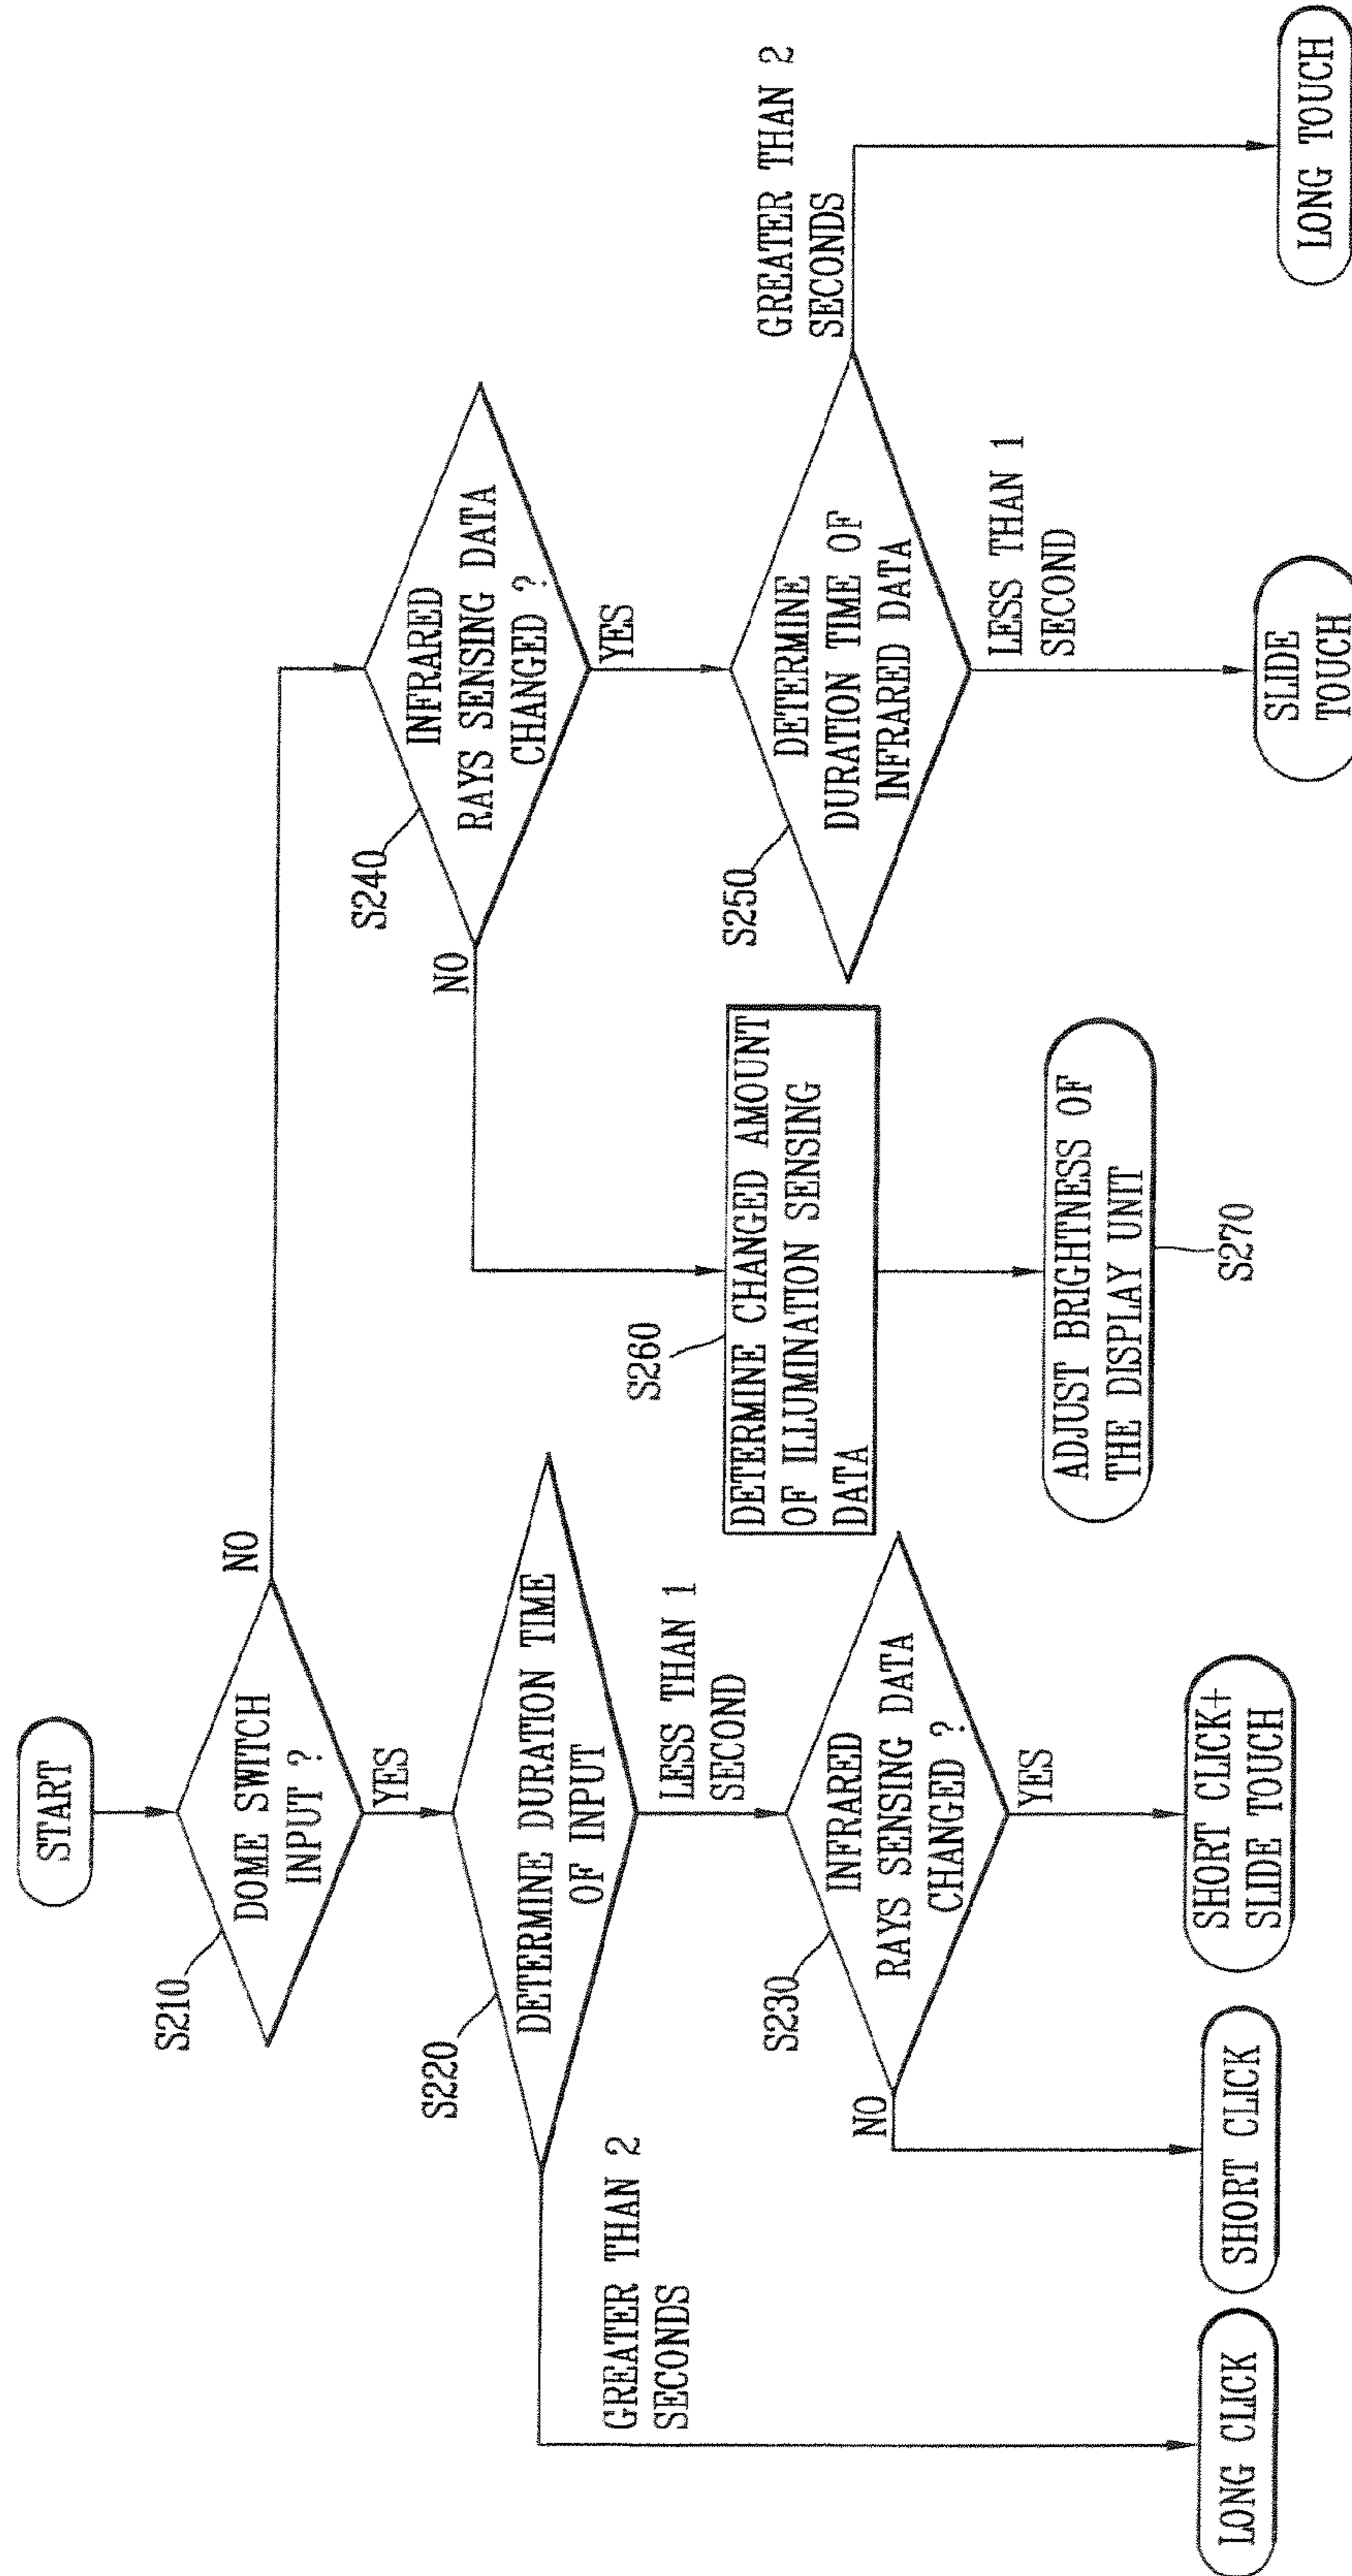 START
S210
DOME SWITCH
INPUT ?
NO
YES
S220
DETERMINE DURATION TIME
OF INPUT
GREATER THAN 2
SECONDS
LESS THAN 1
SECOND
S230
INFRARED
RAYS SENSING DATA
CHANGED ?
NO
YES
LONG CLICK
SHORT CLICK
SHORT CLICK+
SLIDE TOUCH
S240
INFRARED
RAYS SENSING DATA
CHANGED ?
NO
YES
S260
DETERMINE CHANGED AMOUNT
OF ILLUMINATION SENSING
DATA
ADJUST BRIGHTNESS OF
THE DISPLAY UNIT
S270
S250
DETERMINE
DURATION TIME OF
INFRARED DATA
GREATER THAN 2
SECONDS
LESS THAN 1
SECOND
SLIDE
TOUCH
LONG TOUCH